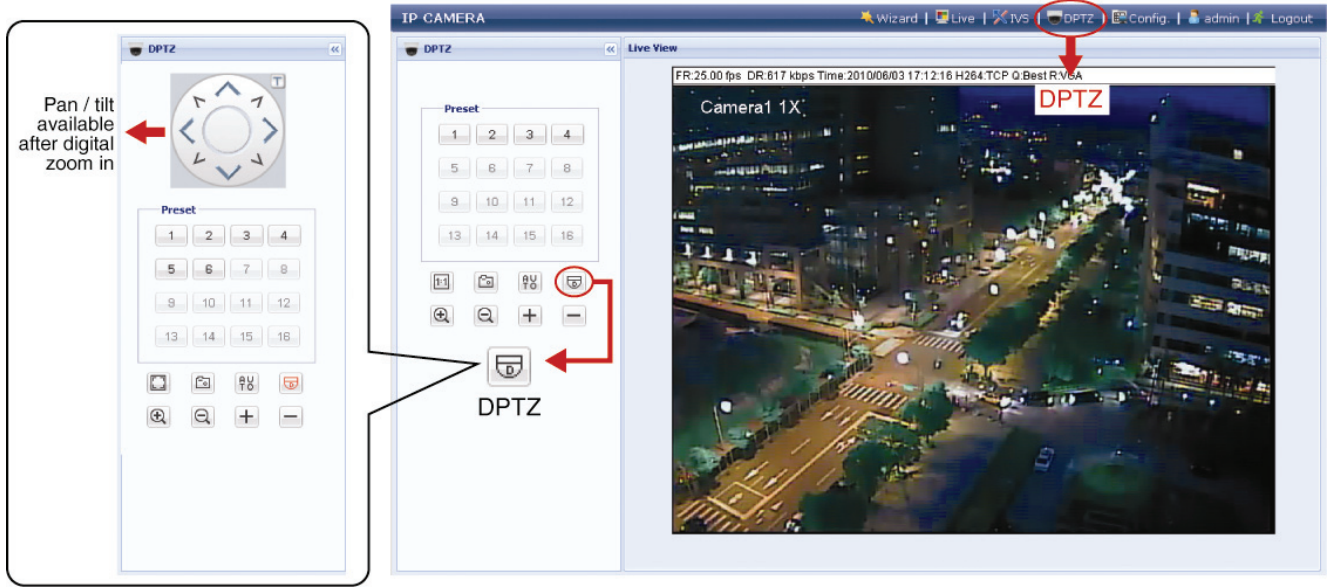 Pan / tilt
available
after digital
zoom in
DPTZ
T
Preset
1 2 3 4
5 6 7 8
9 10 11 12
13 14 15 16
AUTO
D
IP CAMERA
Wizard | Live | IVS | DPTZ | Config. | admin | Logout
DPTZ
Preset
1 2 3 4
5 6 7 8
9 10 11 12
13 14 15 16
1:1
AUTO
D
D
DPTZ
Live View
FR:25.00 fps DR:617 kbps Time:2010/06/03 17:12:16 H264:TCP Q:Best R:VGA
DPTZ
Camera1 1X